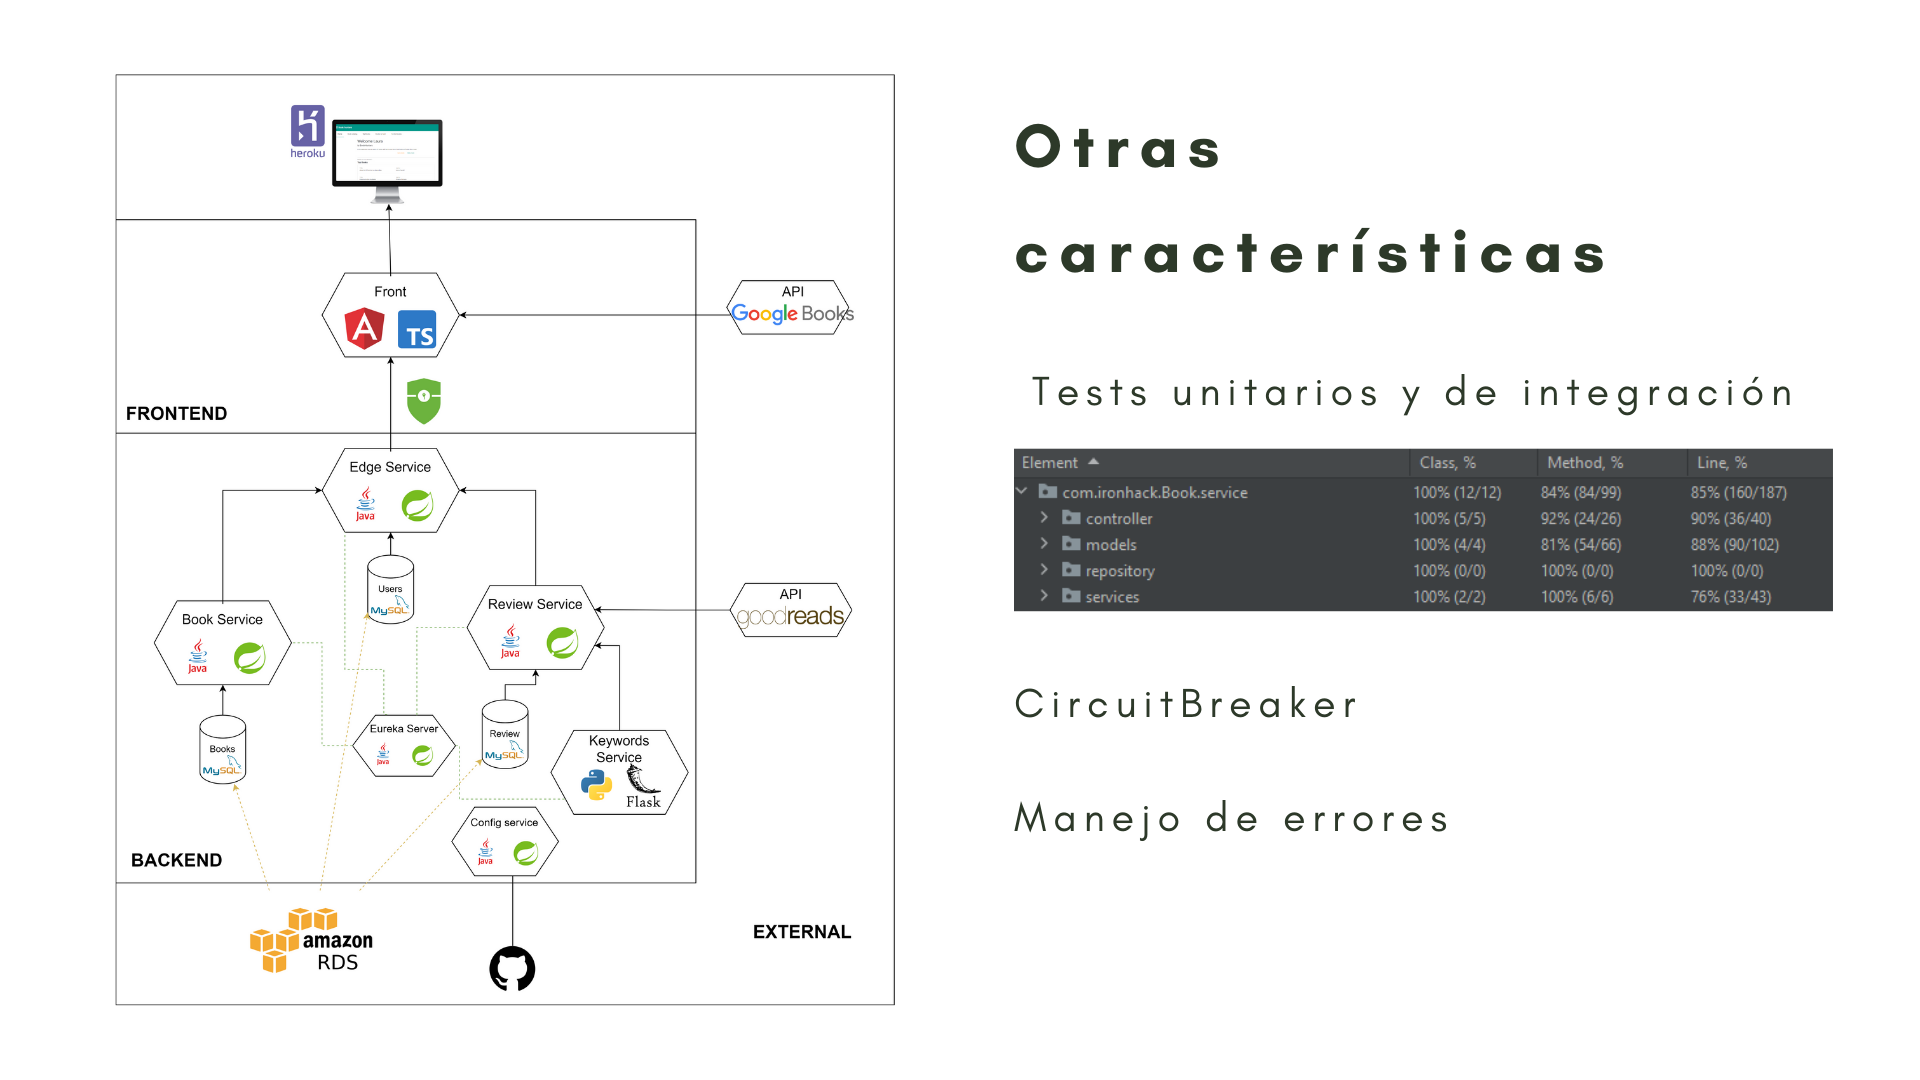 heroku
Front
TS
API
Google Books
FRONTEND
Edge Service
Java
Users
MySQL
Book Service
Java
Review Service
Java
API
goodreads
Books
MySQL
Eureka Server
Java
Review
MySQL
Keywords
Service
Flask
Config service
Java
BACKEND
amazon
RDS
EXTERNAL
Otras
características
Tests unitarios y de integración
Element Class, % Method, % Line, %
com.ironhack.Book.service 100% (12/12) 84% (84/99) 85% (160/187)
controller 100% (5/5) 92% (24/26) 90% (36/40)
models 100% (4/4) 81% (54/66) 88% (90/102)
repository 100% (0/0) 100% (0/0) 100% (0/0)
services 100% (2/2) 100% (6/6) 76% (33/43)
CircuitBreaker
Manejo de errores